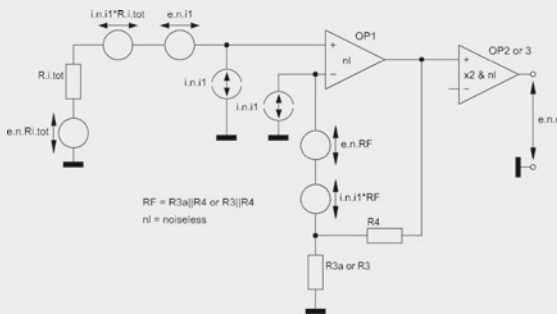 i.n.i1*R.i.tot
e.n.i1
OP1
OP2 or 3
+
nl
−
+
x2 & nl
−
R.i.tot
i.n.i1
i.n.i1
e.n.Ri.tot
e.n.RF
i.n.i1*RF
RF = R3a||R4 or R3||R4
nl = noiseless
R4
R3a or R3